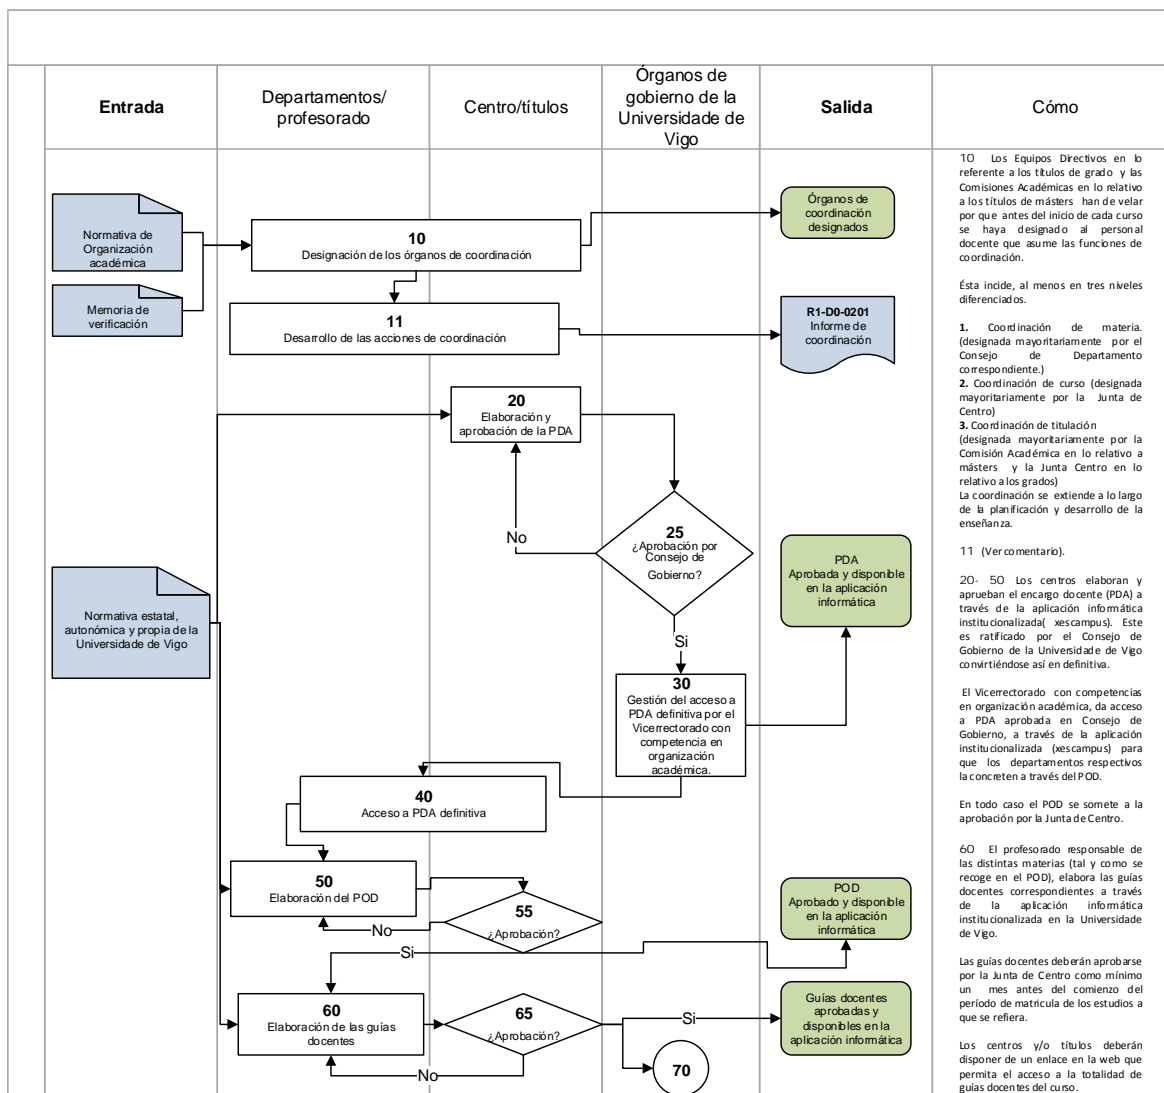 Entrada
Departamentos/
profesorado
Centro/títulos
Órganos de
gobierno de la
Universidade de
Vigo
Salida
Cómo
Normativa de
Organización
académica
Memoria de
verificación
10
Designación de los órganos de coordinación
Órganos de
coordinación
designados
11
Desarrollo de las acciones de coordinación
R1-D0-0201
Informe de
coordinación
20
Elaboración y
aprobación de la PDA
25
¿Aprobación por
Consejo de
Gobierno?
No
Si
PDA
Aprobada y disponible
en la aplicación
informática
Normativa estatal,
autonómica y propia de la
Universidade de Vigo
30
Gestión del acceso a
PDA definitiva por el
Vicerrectorado con
competencia en
organización
académica.
40
Acceso a PDA definitiva
50
Elaboración del POD
55
¿Aprobación?
No
Si
POD
Aprobado y disponible
en la aplicación
informática
60
Elaboración de las guías
docentes
65
¿Aprobación?
Si
No
Guías docentes
aprobadas y
disponibles en la
aplicación informática
70
10 Los Equipos Directivos en lo
referente a los títulos de grado y las
Comisiones Académicas en lo relativo
a los títulos de másters han de velar
por que antes del inicio de cada curso
se haya designado al personal
docente que asume las funciones de
coordinación.
Ésta incide, al menos en tres niveles
diferenciados.
1. Coordinación de materia.
(designada mayoritariamente por el
Consejo de Departamento
correspondiente.)
2. Coordinación de curso (designada
mayoritariamente por la Junta de
Centro)
3. Coordinación de titulación
(designada mayoritariamente por la
Comisión Académica en lo relativo a
másters y la Junta Centro en lo
relativo a los grados)
La coordinación se extiende a lo largo
de la planificación y desarrollo de la
enseñanza.
11 (Ver comentario).
20- 50 Los centros elaboran y
aprueban el encargo docente (PDA) a
través de la aplicación informática
institucionalizada( xescampus). Este
es ratificado por el Consejo de
Gobierno de la Universidade de Vigo
convirtiéndose así en definitiva.
El Vicerrectorado con competencias
en organización académica, da acceso
a PDA aprobada en Consejo de
Gobierno, a través de la aplicación
institucionalizada (xescampus) para
que los departamentos respectivos
la concreten a través del POD.
En todo caso el POD se somete a la
aprobación por la Junta de Centro.
60 El profesorado responsable de
las distintas materias (tal y como se
recoge en el POD), elabora las guías
docentes correspondientes a través
de la aplicación informática
institucionalizada en la Universidade
de Vigo.
Las guías docentes deberán aprobarse
por la Junta de Centro como mínimo
un mes antes del comienzo del
período de matricula de los estudios a
que se refiera.
Los centros y/o títulos deberán
disponer de un enlace en la web que
permita el acceso a la totalidad de
guías docentes del curso.